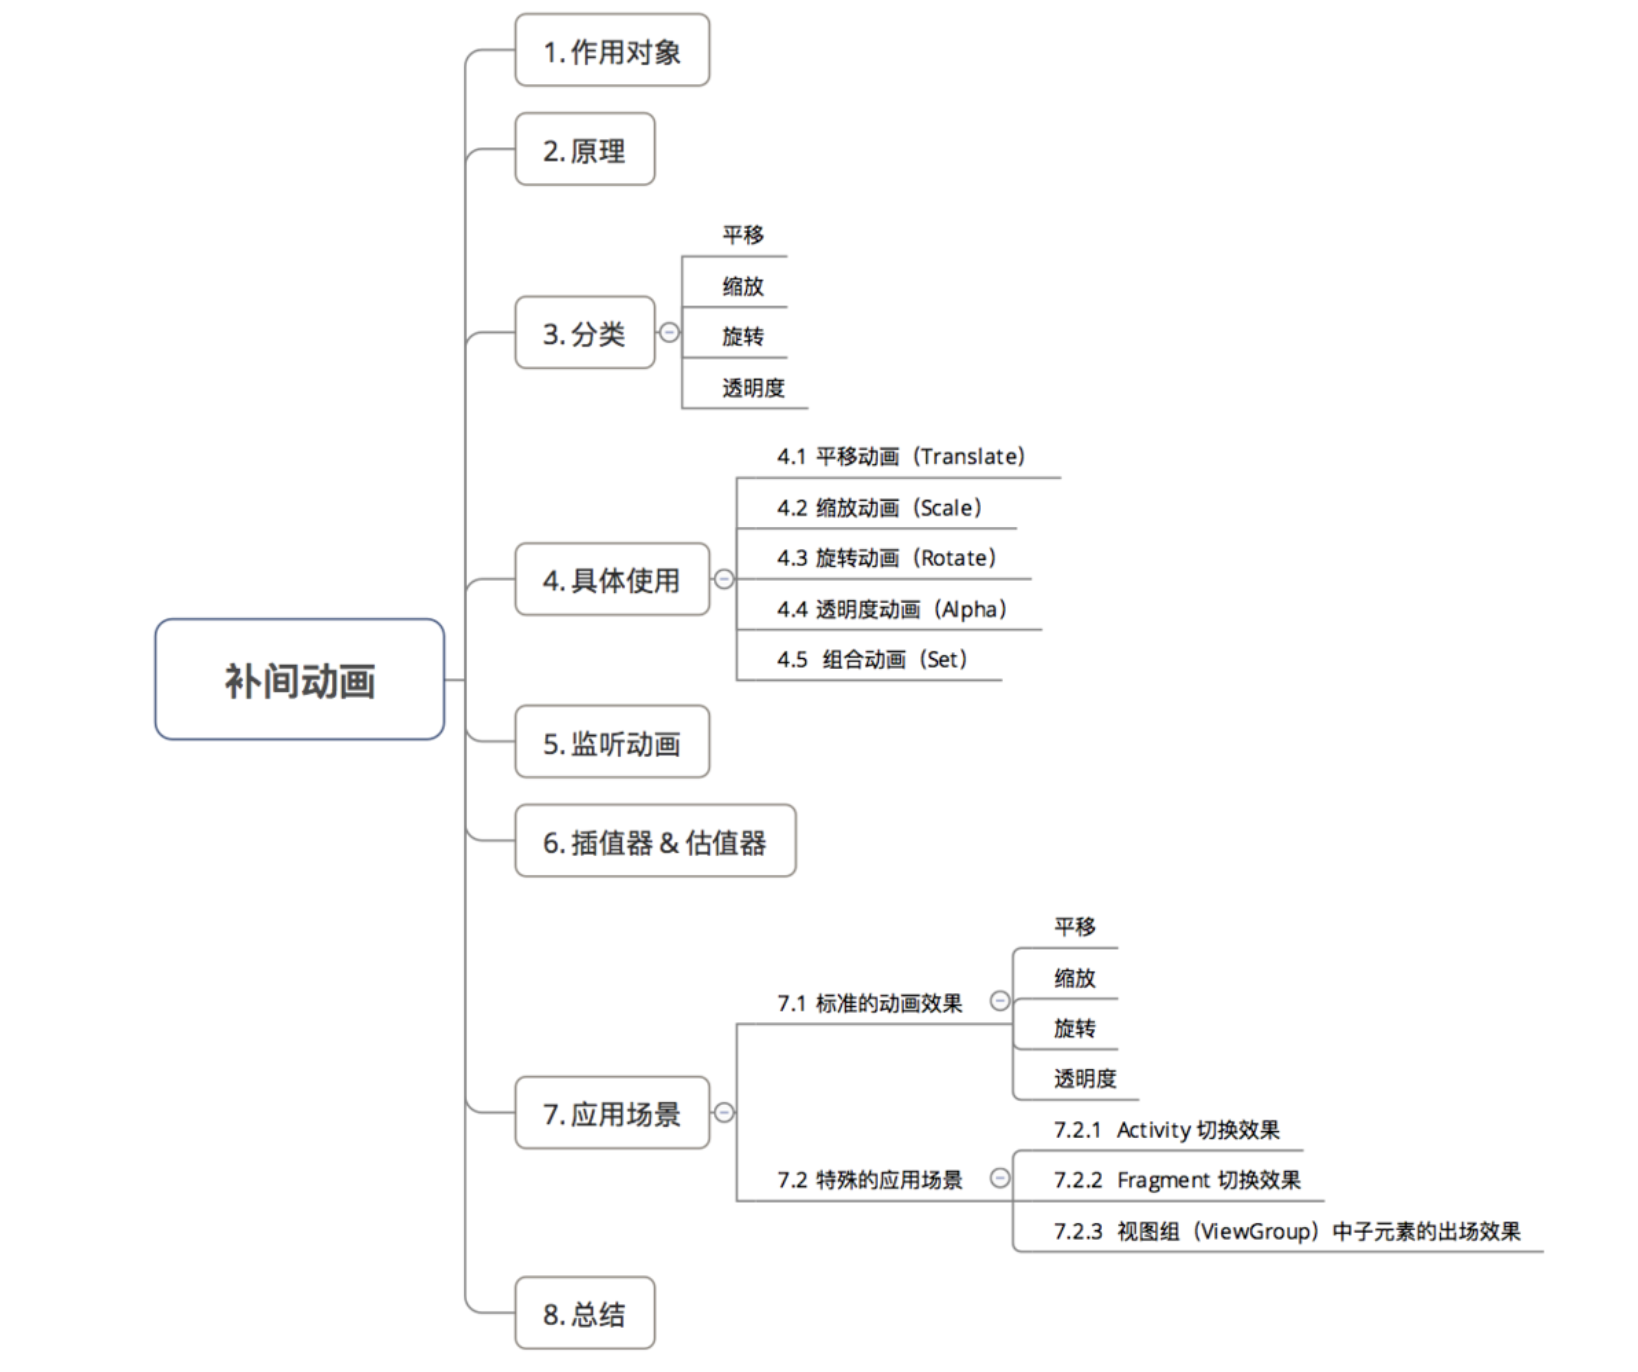 1. 作用对象
2. 原理
平移
缩放
3. 分类
旋转
透明度
4.1 平移动画（Translate）
4.2 缩放动画（Scale）
4.3 旋转动画（Rotate）
4. 具体使用
4.4 透明度动画（Alpha）
4.5 组合动画（Set）
补间动画
5. 监听动画
6. 插值器 & 估值器
平移
缩放
7.1 标准的动画效果
旋转
透明度
7. 应用场景
7.2.1 Activity 切换效果
7.2 特殊的应用场景
7.2.2 Fragment 切换效果
7.2.3 视图组（ViewGroup）中子元素的出场效果
8. 总结